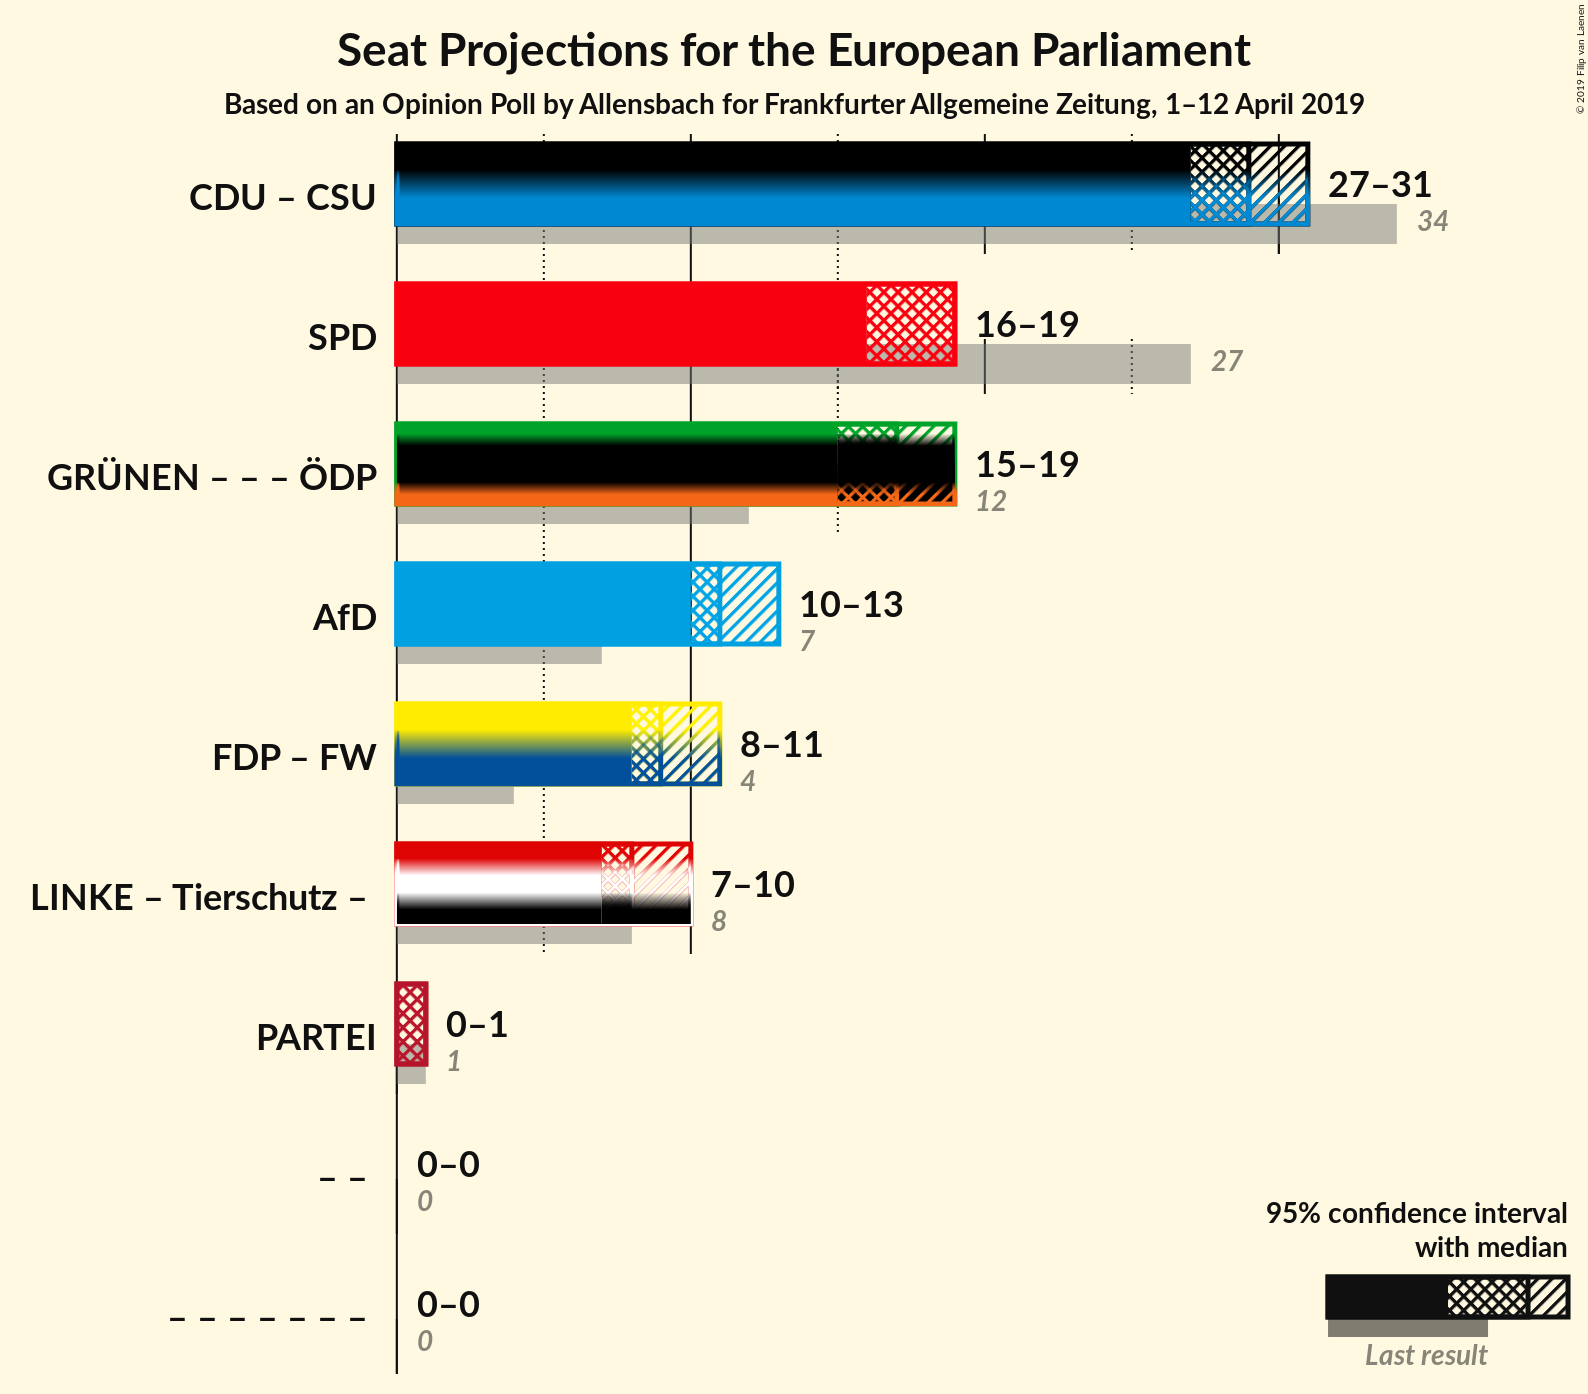 Seat Projections for the European Parliament
Based on an Opinion Poll by Allensbach for Frankfurter Allgemeine Zeitung, 1–12 April 2019
© 2019 Filip van Laenen
CDU – CSU
27–31
34
SPD
16–19
27
GRÜNEN – – – ÖDP
15–19
12
AfD
10–13
7
FDP – FW
8–11
4
LINKE – Tierschutz –
7–10
8
PARTEI
0–1
1
– –
0–0
0
– – – – – – –
0–0
0
95% confidence interval
with median
Last result